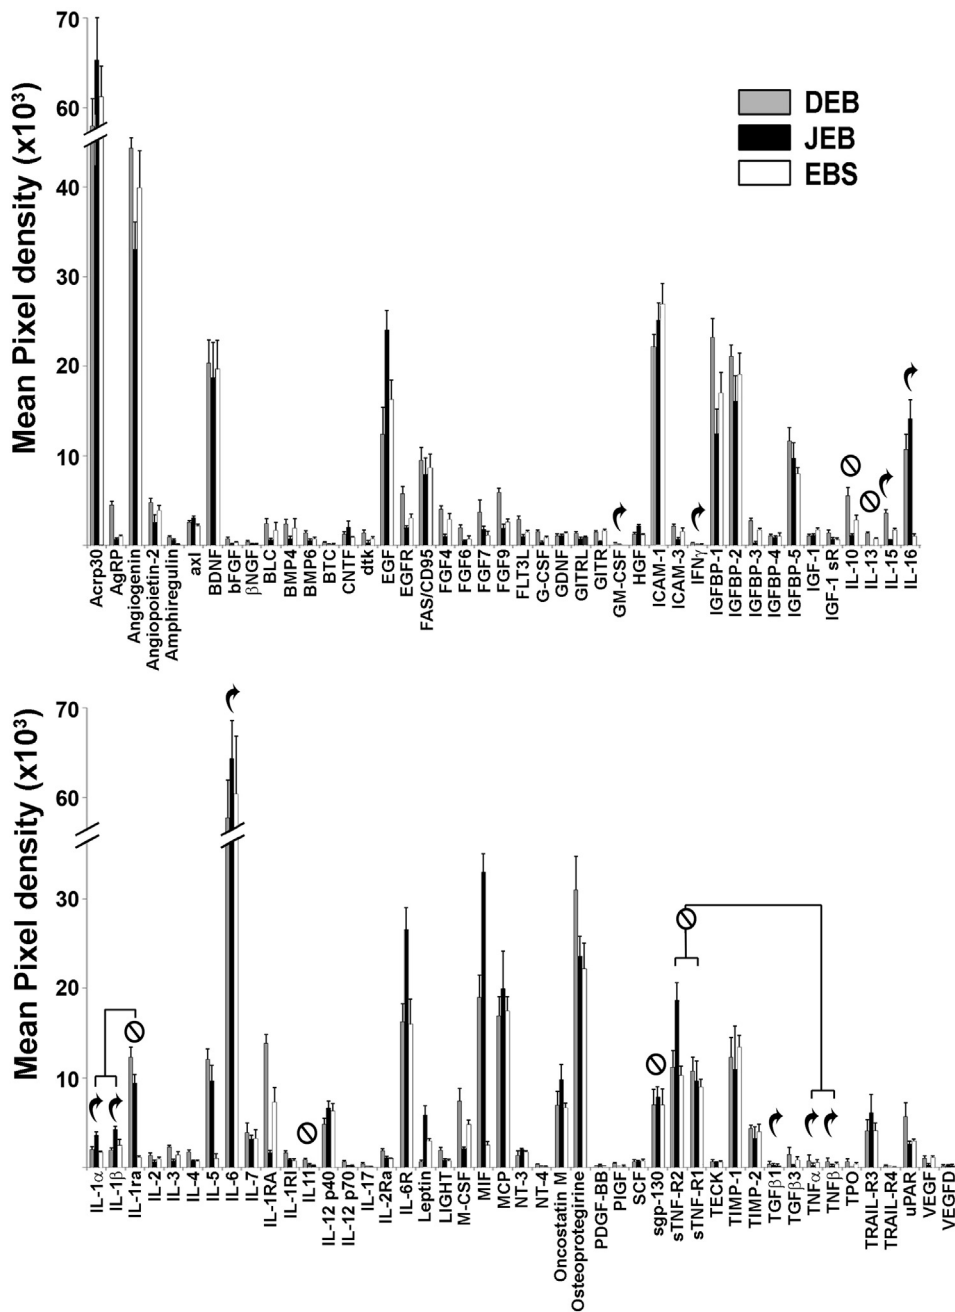 Mean Pixel density (x10³)
70
60
40
30
20
10
DEB
JEB
EBS
Acrp30
AgRP
Angiogenin
Angiopoietin-2
Amphiregulin
axl
BDNF
bFGF
βNGF
BLC
BMP4
BMP6
BTC
CNTF
dtk
EGF
EGFR
FAS/CD95
FGF4
FGF6
FGF7
FGF9
FLT3L
G-CSF
GDNF
GITRL
GITR
GM-CSF
HGF
ICAM-1
ICAM-3
IFNγ
IGFBP-1
IGFBP-2
IGFBP-3
IGFBP-4
IGFBP-5
IGF-1
IGF-1 sR
IL-10
IL-13
IL-15
IL-16
Mean Pixel density (x10³)
70
60
30
20
10
IL-1α
IL-1β
IL-1ra
IL-2
IL-3
IL-4
IL-5
IL-6
IL-7
IL-1RA
IL-1RI
IL11
IL-12 p40
IL-12 p70
IL-17
IL-2Ra
IL-6R
Leptin
LIGHT
M-CSF
MIF
MCP
NT-3
NT-4
Oncostatin M
Osteoprotegirine
PDGF-BB
PIGF
SCF
sgp-130
sTNF-R2
sTNF-R1
TECK
TIMP-1
TIMP-2
TGFβ1
TGFβ3
TNFα
TNFβ
TPO
TRAIL-R3
TRAIL-R4
uPAR
VEGF
VEGFD